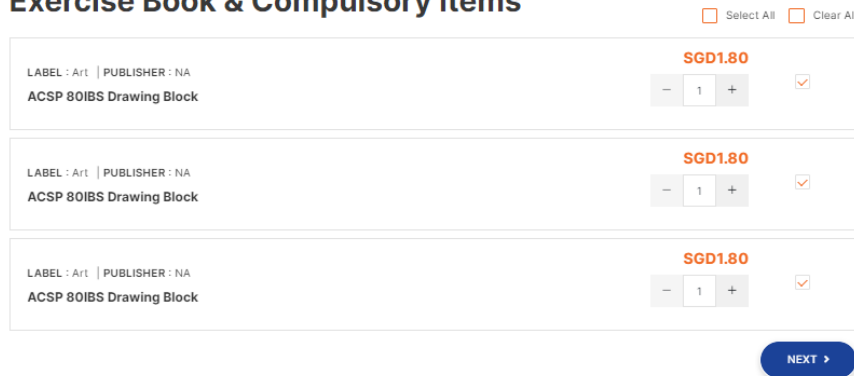 Exercise Book & Compulsory Items
Select All Clear Al
SGD1.80
LABEL : Art | PUBLISHER : NA
− 1 +
ACSP 80IBS Drawing Block
SGD1.80
LABEL : Art | PUBLISHER : NA
− 1 +
ACSP 80IBS Drawing Block
SGD1.80
LABEL : Art | PUBLISHER : NA
− 1 +
ACSP 80IBS Drawing Block
NEXT >